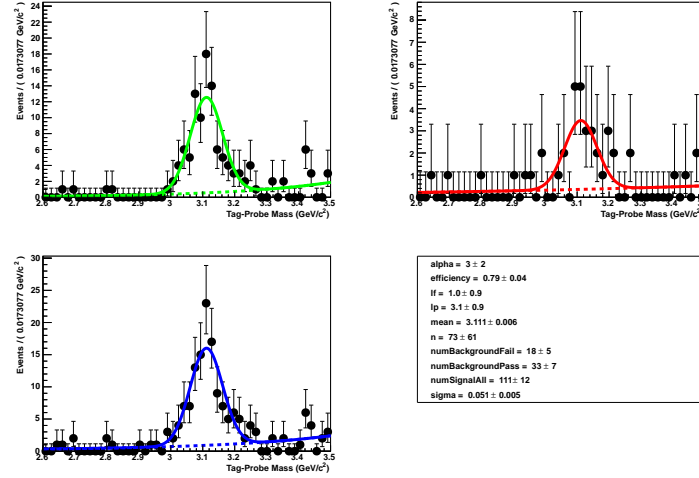 Events / ( 0.0173077 GeV/c² )
24
22
20
18
16
14
12
10
8
6
4
2
0
2.6 2.7 2.8 2.9 3 3.1 3.2 3.3 3.4 3.5
Tag-Probe Mass (GeV/c²)
Events / ( 0.0173077 GeV/c² )
8
7
6
5
4
3
2
1
0
2.6 2.7 2.8 2.9 3 3.1 3.2 3.3 3.4
Tag-Probe Mass (GeV/c²)
Events / ( 0.0173077 GeV/c² )
30
25
20
15
10
5
0
2.6 2.7 2.8 2.9 3 3.1 3.2 3.3 3.4 3.5
Tag-Probe Mass (GeV/c²)
alpha = 3 ± 2
efficiency = 0.79 ± 0.04
lf = 1.0 ± 0.9
lp = 3.1 ± 0.9
mean = 3.111 ± 0.006
n = 73 ± 61
numBackgroundFail = 18 ± 5
numBackgroundPass = 33 ± 7
numSignalAll = 111 ± 12
sigma = 0.051 ± 0.005